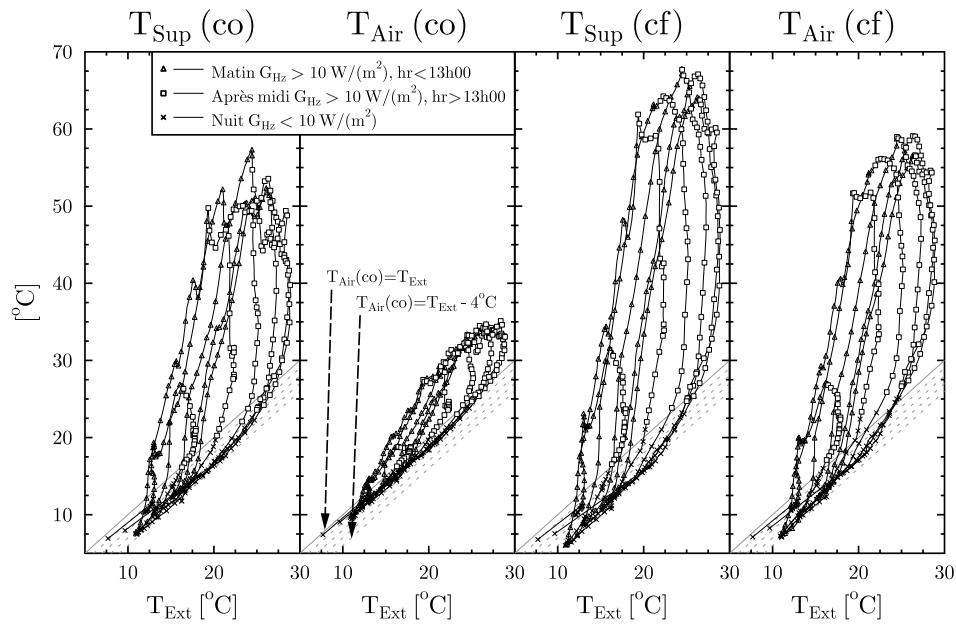 T_Sup (co) T_Air (co) T_Sup (cf) T_Air (cf)
70
60
50
40
30
20
10
[°C]
Matin G_Hz > 10 W/(m²), hr<13h00
Après midi G_Hz > 10 W/(m²), hr>13h00
Nuit G_Hz < 10 W/(m²)
T_Air(co)=T_Ext
T_Air(co)=T_Ext - 4°C
10 20 30 10 20 30 10 20 30 10 20 30
T_Ext [°C] T_Ext [°C] T_Ext [°C] T_Ext [°C]